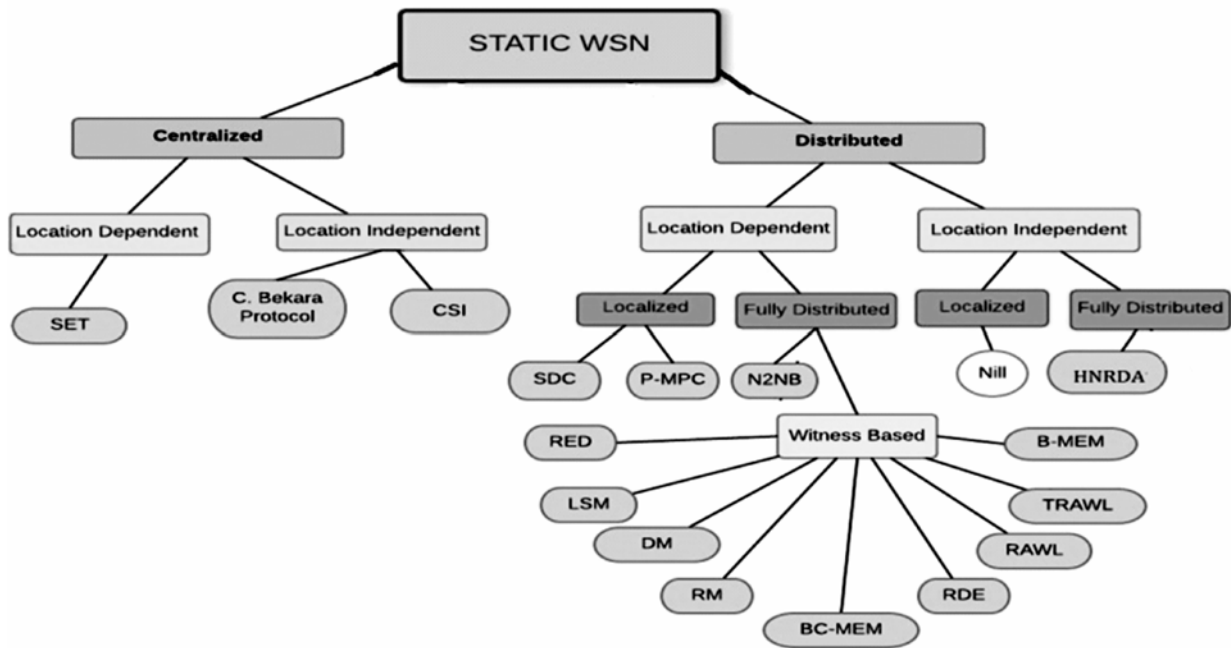 STATIC WSN
Centralized
Distributed
Location Dependent
Location Independent
Location Dependent
Location Independent
SET
C. Bekara
Protocol
CSI
Localized
Fully Distributed
Localized
Fully Distributed
SDC
P-MPC
N2NB
Nill
HNRDA
Witness Based
RED
B-MEM
LSM
TRAWL
DM
RAWL
RM
RDE
BC-MEM